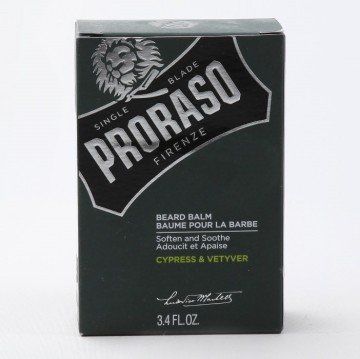 SINGLE BLADE
PRORASO
FIRENZE
BEARD BALM
BAUME POUR LA BARBE
Soften and Soothe
Adoucit et Apaise
CYPRESS & VETYVER
3.4 FL.OZ.